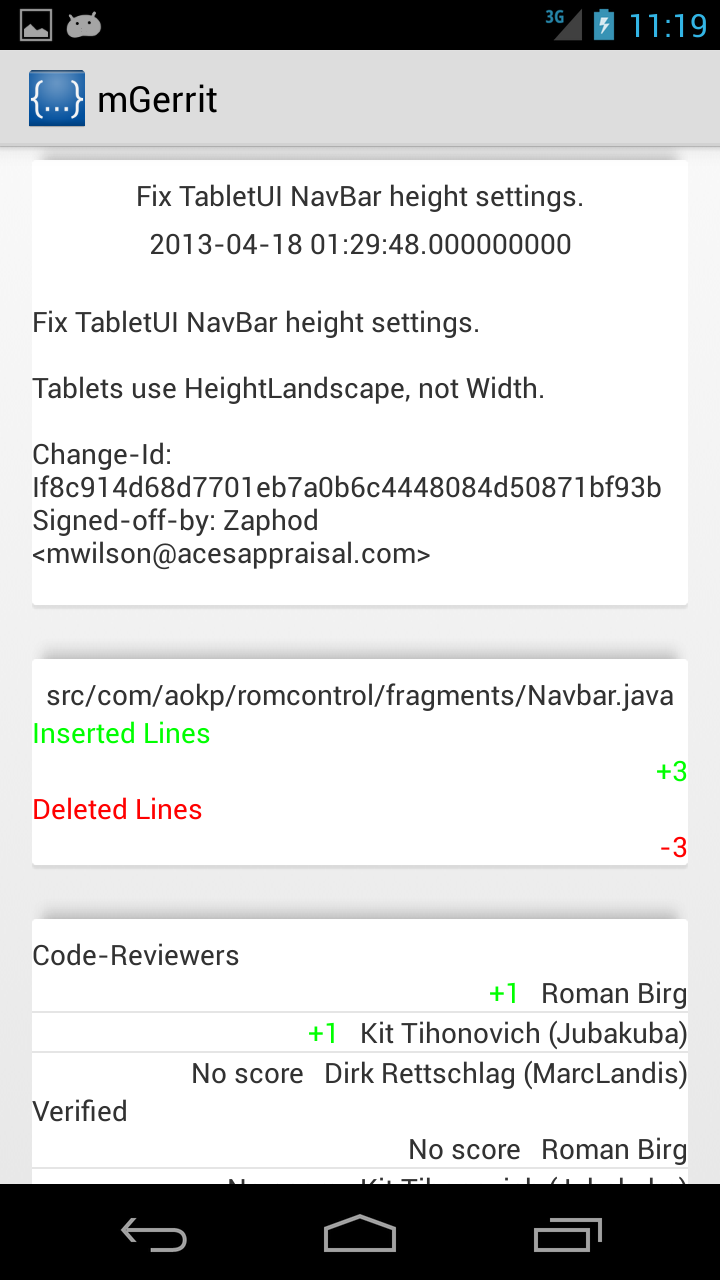 3G 11:19
{...} mGerrit
Fix TabletUI NavBar height settings.
2013-04-18 01:29:48.000000000
Fix TabletUI NavBar height settings.
Tablets use HeightLandscape, not Width.
Change-Id:
If8c914d68d7701eb7a0b6c4448084d50871bf93b
Signed-off-by: Zaphod
<mwilson@acesappraisal.com>
src/com/aokp/romcontrol/fragments/Navbar.java
Inserted Lines
+3
Deleted Lines
-3
Code-Reviewers
+1 Roman Birg
+1 Kit Tihonovich (Jubakuba)
No score Dirk Rettschlag (MarcLandis)
Verified
No score Roman Birg